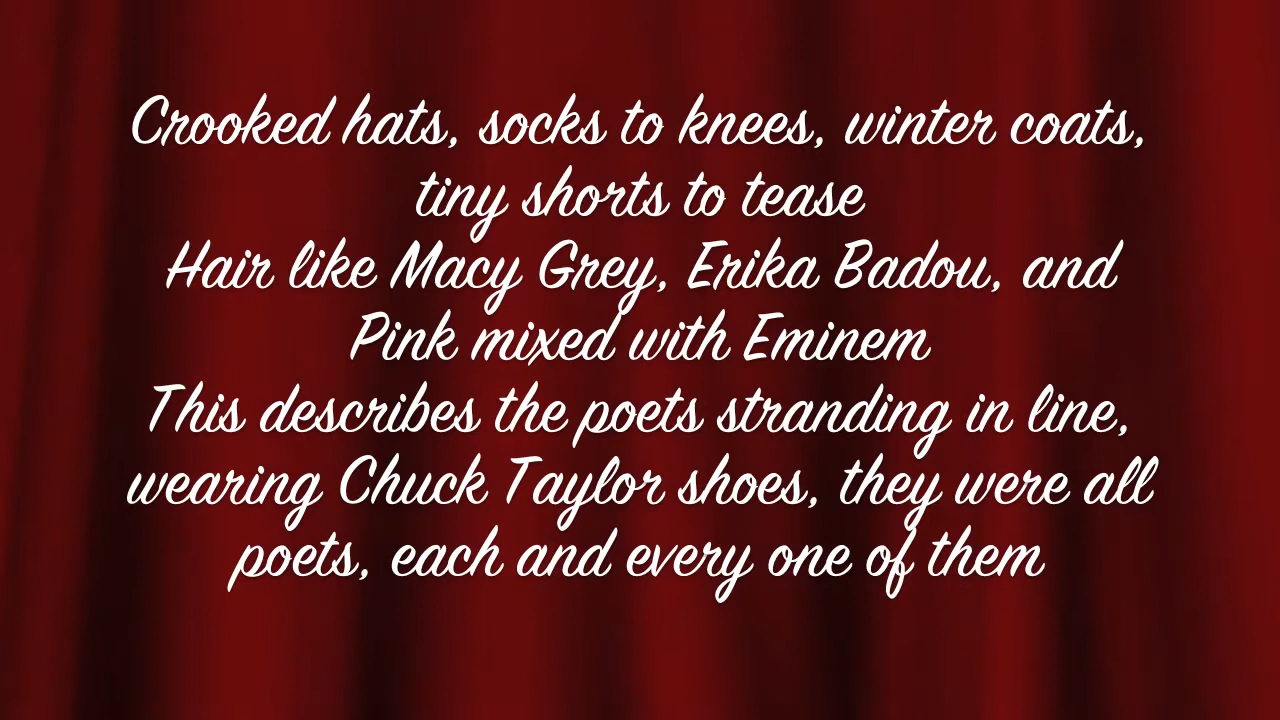 Crooked hats, socks to knees, winter coats,
tiny shorts to tease
Hair like Macy Grey, Erika Badou, and
Pink mixed with Eminem
This describes the poets stranding in line,
wearing Chuck Taylor shoes, they were all
poets, each and every one of them